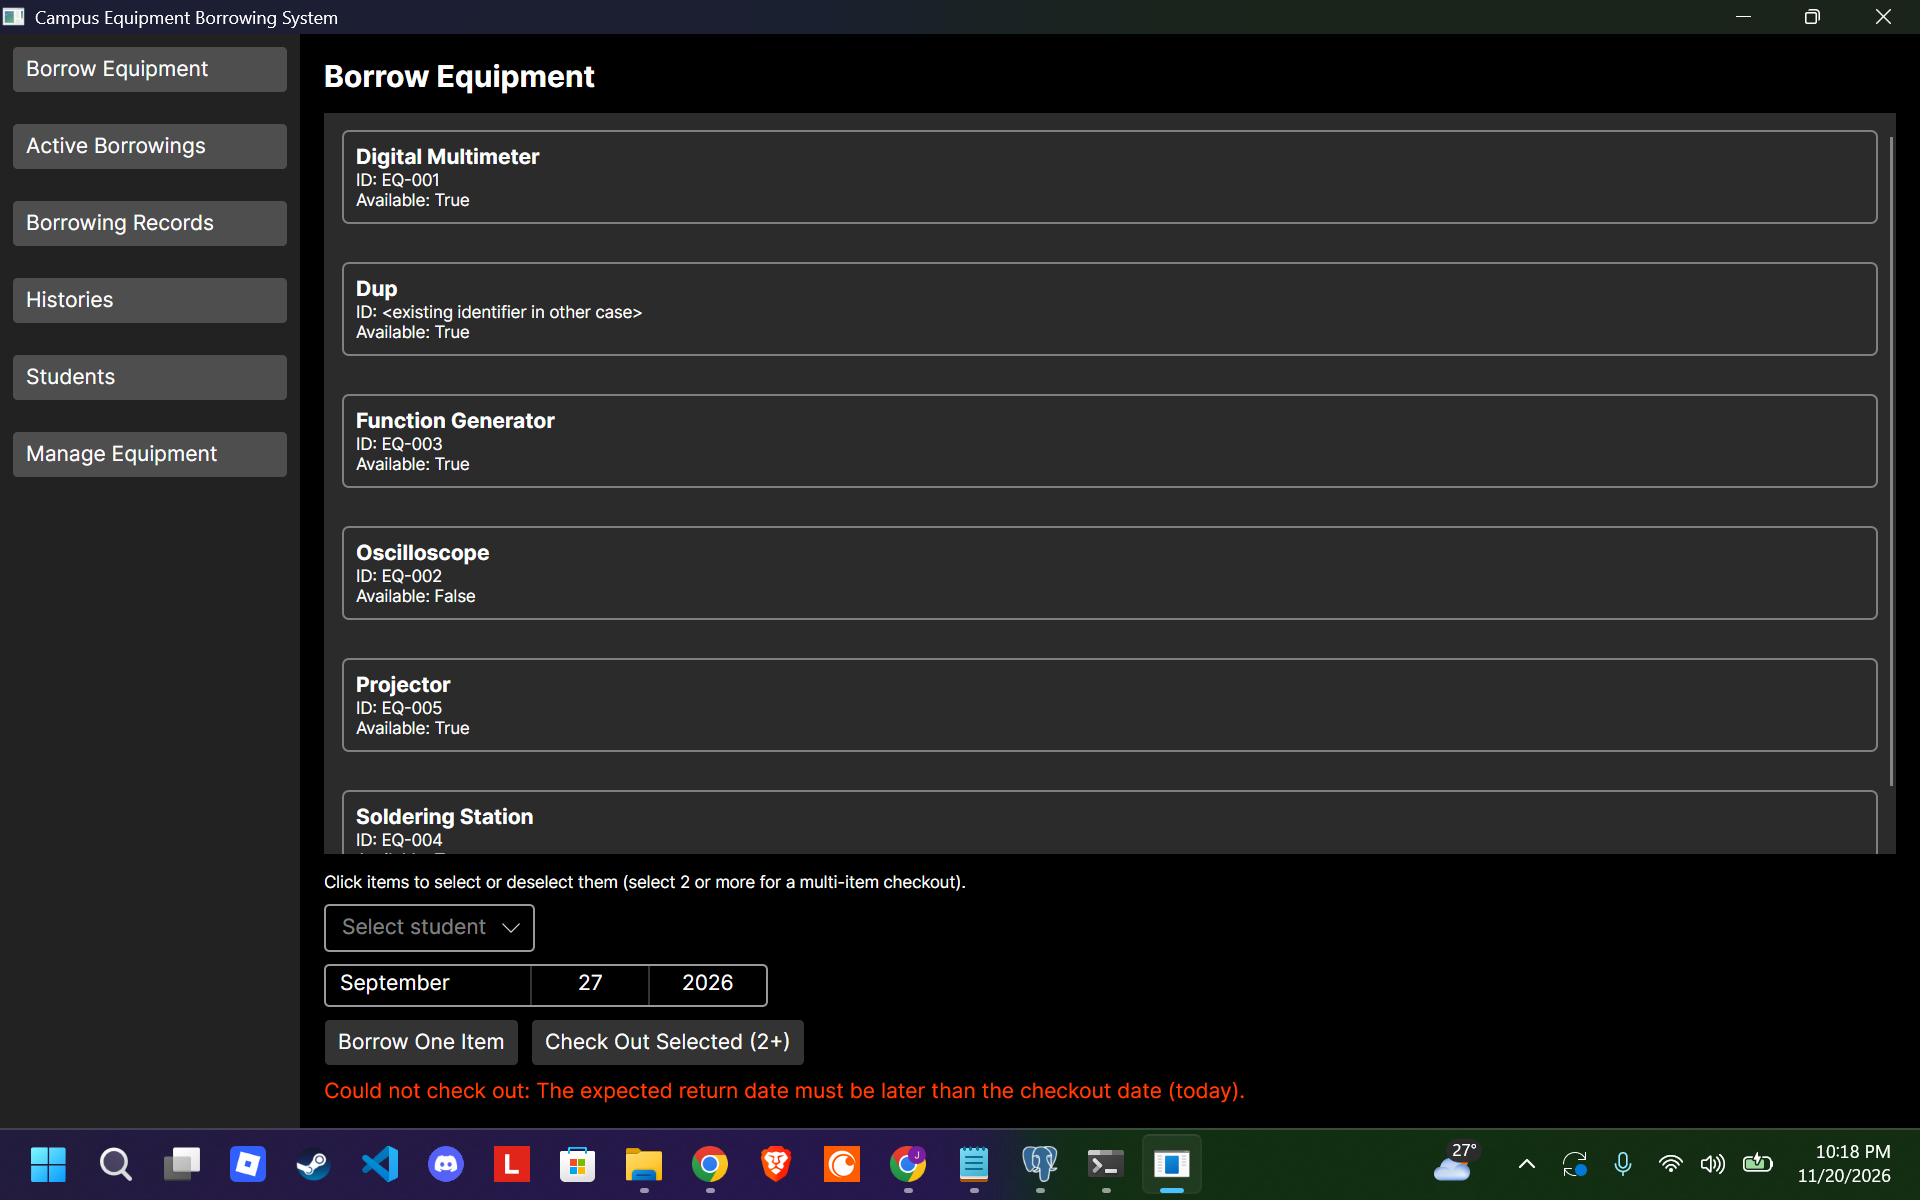 Campus Equipment Borrowing System
Borrow Equipment
Active Borrowings
Borrowing Records
Histories
Students
Manage Equipment
Borrow Equipment
Digital Multimeter
ID: EQ-001
Available: True
Dup
ID: <existing identifier in other case>
Available: True
Function Generator
ID: EQ-003
Available: True
Oscilloscope
ID: EQ-002
Available: False
Projector
ID: EQ-005
Available: True
Soldering Station
ID: EQ-004
Click items to select or deselect them (select 2 or more for a multi-item checkout).
Select student
September 27 2026
Borrow One Item Check Out Selected (2+)
Could not check out: The expected return date must be later than the checkout date (today).
L
J
27°
10:18 PM
11/20/2026